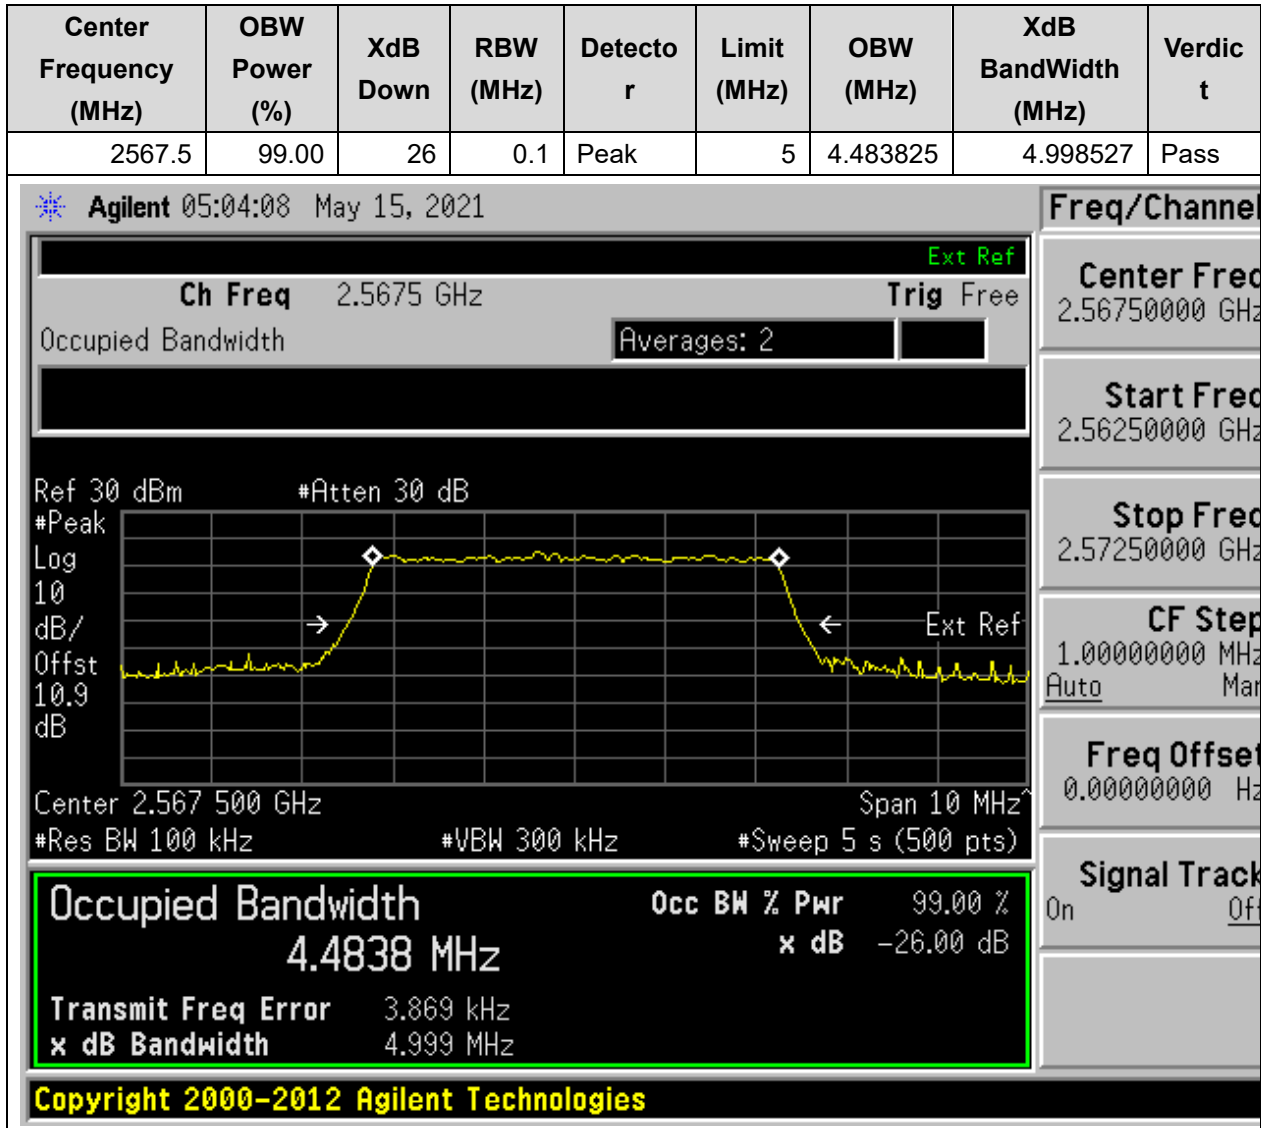 Center Frequency (MHz) OBW Power (%) XdB Down RBW (MHz) Detector Limit (MHz) OBW (MHz) XdB BandWidth (MHz) Verdict
2567.5 99.00 26 0.1 Peak 5 4.483825 4.998527 Pass
Agilent 05:04:08 May 15, 2021
Freq/Channel
Ext Ref
Ch Freq 2.5675 GHz Trig Free
Occupied Bandwidth Averages: 2
Center Freq
2.56750000 GHz
Start Freq
2.56250000 GHz
Stop Freq
2.57250000 GHz
CF Step
1.00000000 MHz
Auto Man
Freq Offset
0.00000000 Hz
Signal Track
On Off
Ref 30 dBm #Atten 30 dB
#Peak
Log
10
dB/
Offst
10.9
dB
Ext Ref
Center 2.567 500 GHz Span 10 MHz^
#Res BW 100 kHz #VBW 300 kHz #Sweep 5 s (500 pts)
Occupied Bandwidth
4.4838 MHz
Occ BW % Pwr 99.00 %
x dB -26.00 dB
Transmit Freq Error 3.869 kHz
x dB Bandwidth 4.999 MHz
Copyright 2000-2012 Agilent Technologies